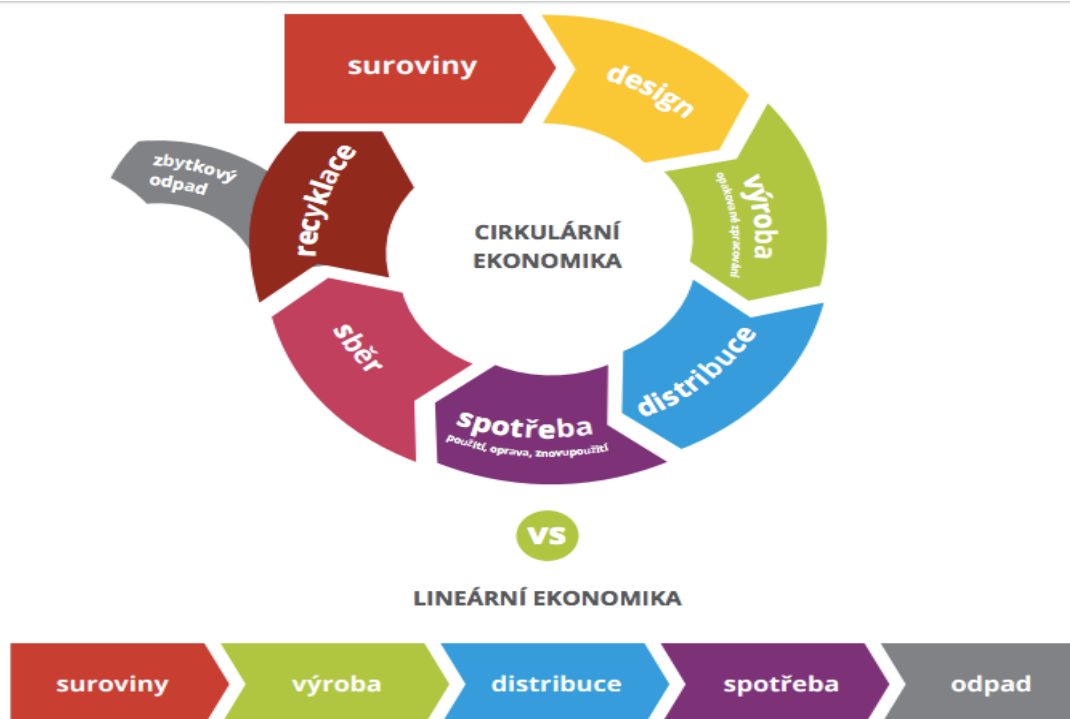 suroviny
design
výroba
opakované zpracování
distribuce
spotřeba
použití, oprava, znovupoužití
sběr
recyklace
zbytkový
odpad
CIRKULÁRNÍ
EKONOMIKA
vs
LINEÁRNÍ EKONOMIKA
suroviny
výroba
distribuce
spotřeba
odpad